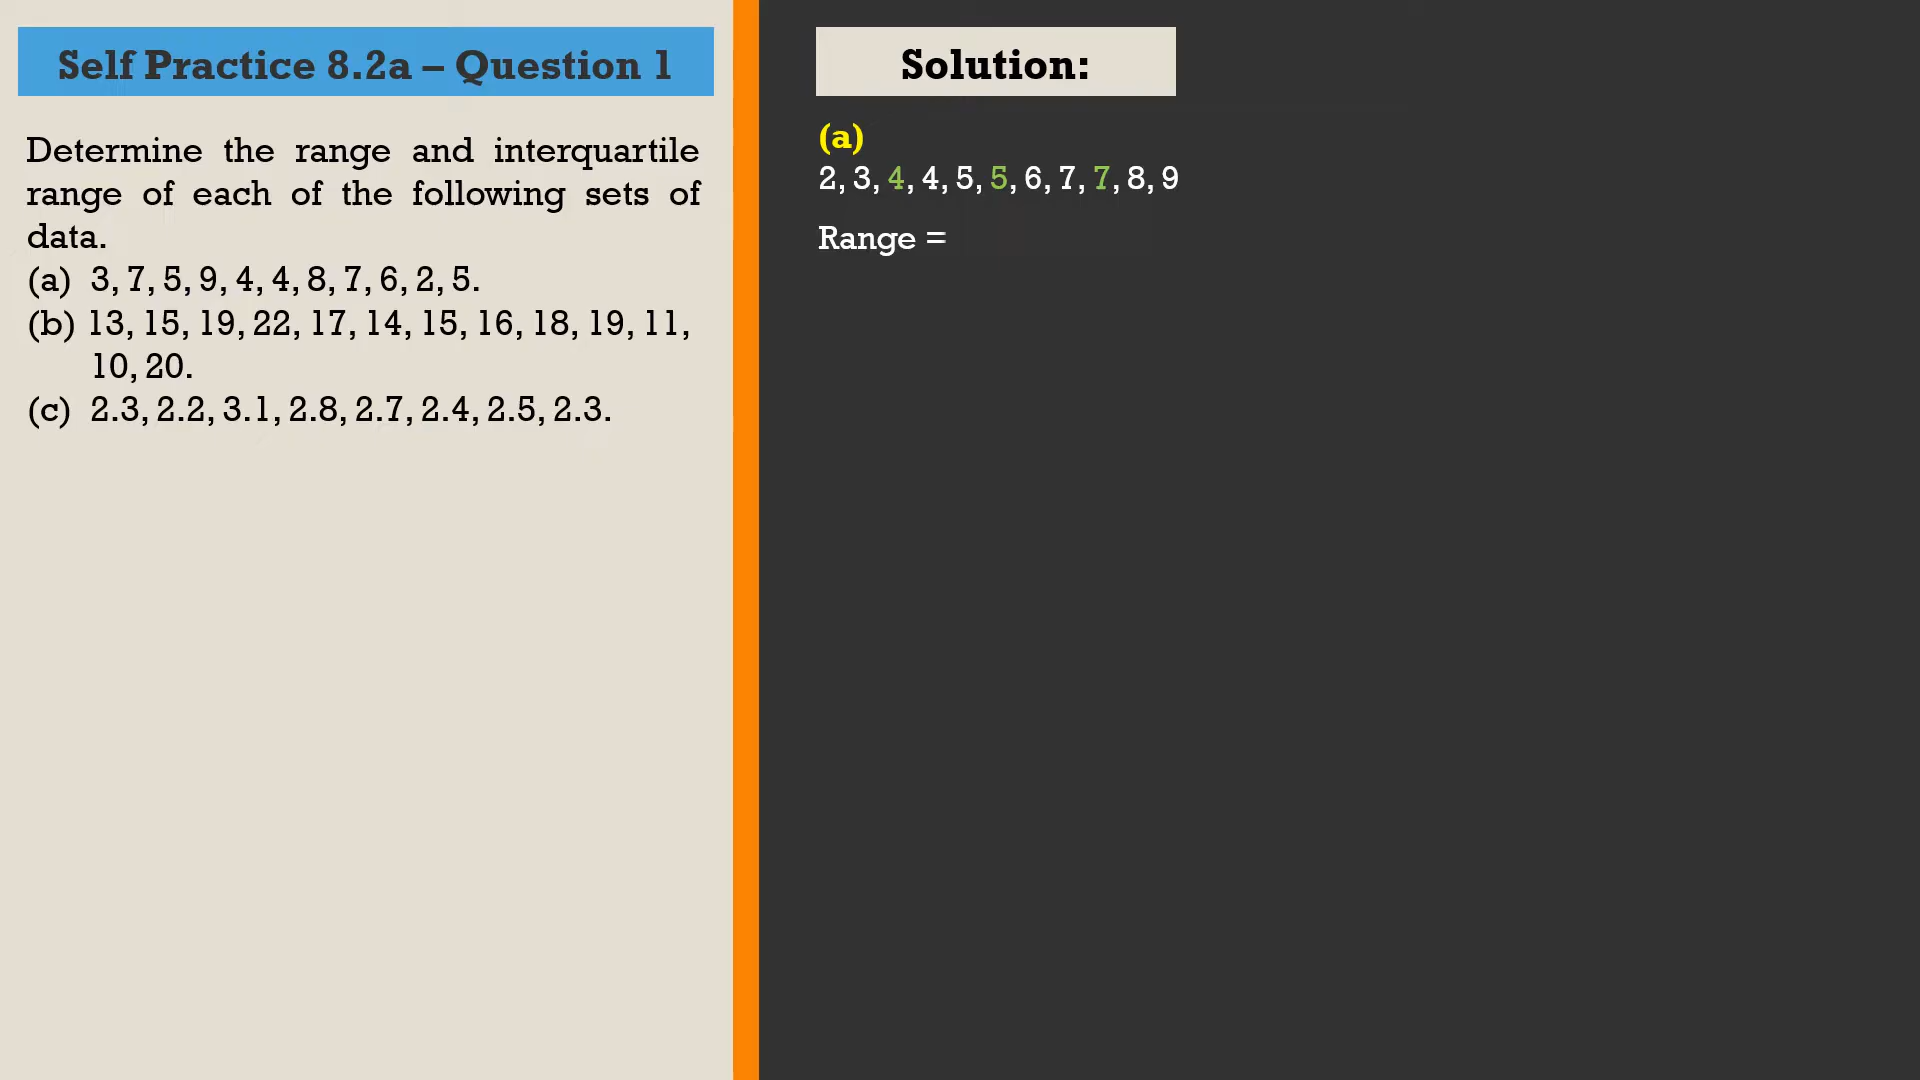 Self Practice 8.2a – Question 1
Determine the range and interquartile
range of each of the following sets of
data.
(a) 3, 7, 5, 9, 4, 4, 8, 7, 6, 2, 5.
(b) 13, 15, 19, 22, 17, 14, 15, 16, 18, 19, 11,
10, 20.
(c) 2.3, 2.2, 3.1, 2.8, 2.7, 2.4, 2.5, 2.3.
Solution:
(a)
2, 3, 4, 4, 5, 5, 6, 7, 7, 8, 9
Range =